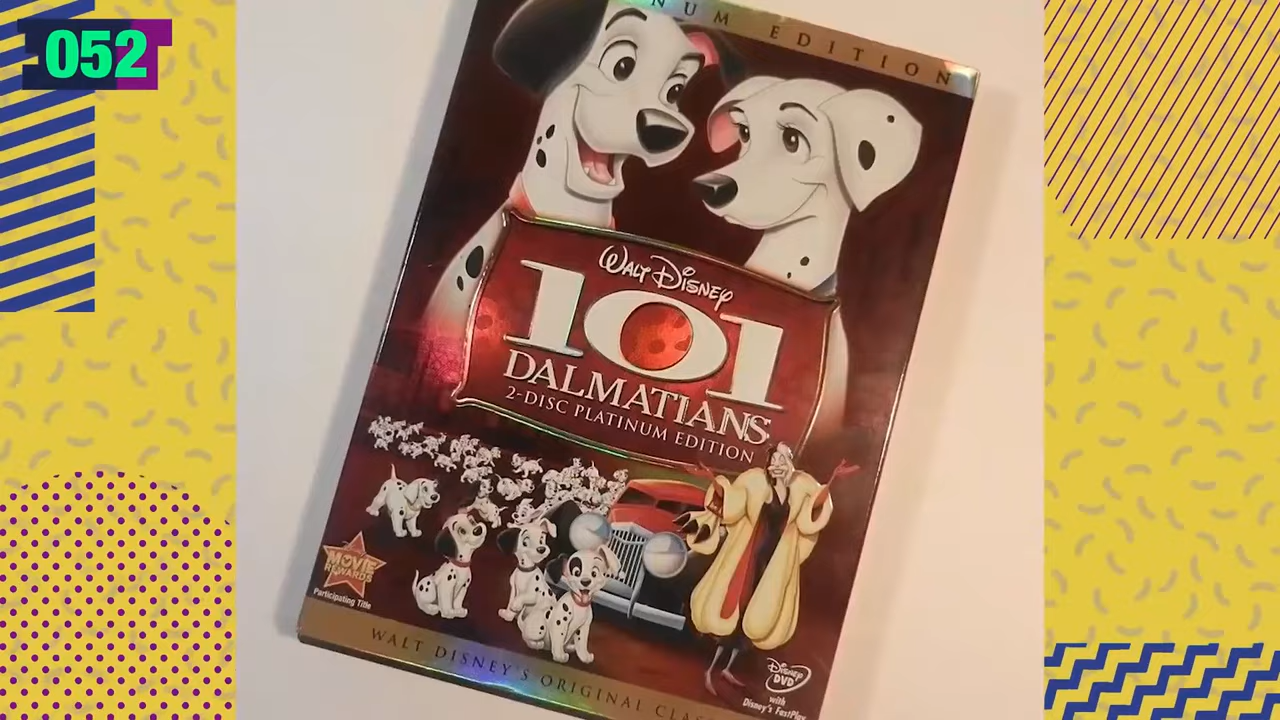 052
NUM EDITION
WALT DISNEY
101
DALMATIANS
2-DISC PLATINUM EDITION
MOVIE
REWARDS
Participating Title
WALT DISNEY'S ORIGINAL CLAS
Disney
DVD
with
Disney's FastPlay